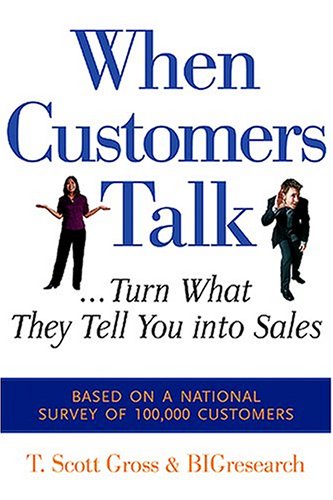 When
Customers
Talk
...Turn What
They Tell You into Sales
BASED ON A NATIONAL
SURVEY OF 100,000 CUSTOMERS
T. Scott Gross & BIGresearch